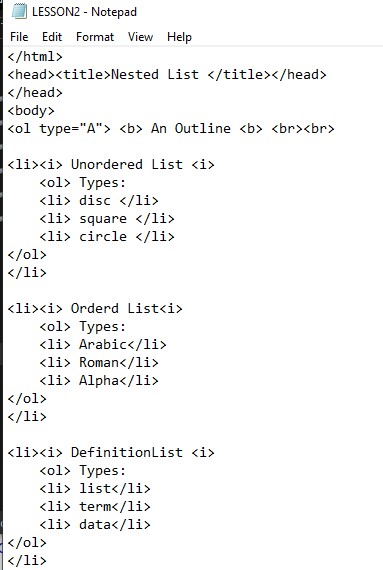 LESSON2 - Notepad
File Edit Format View Help
</html>
<head><title>Nested List </title></head>
</head>
<body>
<ol type="A"> <b> An Outline <b> <br><br>
<li><i> Unordered List <i>
<ol> Types:
<li> disc </li>
<li> square </li>
<li> circle </li>
</ol>
</li>
<li><i> Orderd List<i>
<ol> Types:
<li> Arabic</li>
<li> Roman</li>
<li> Alpha</li>
</ol>
</li>
<li><i> DefinitionList <i>
<ol> Types:
<li> list</li>
<li> term</li>
<li> data</li>
</ol>
</li>